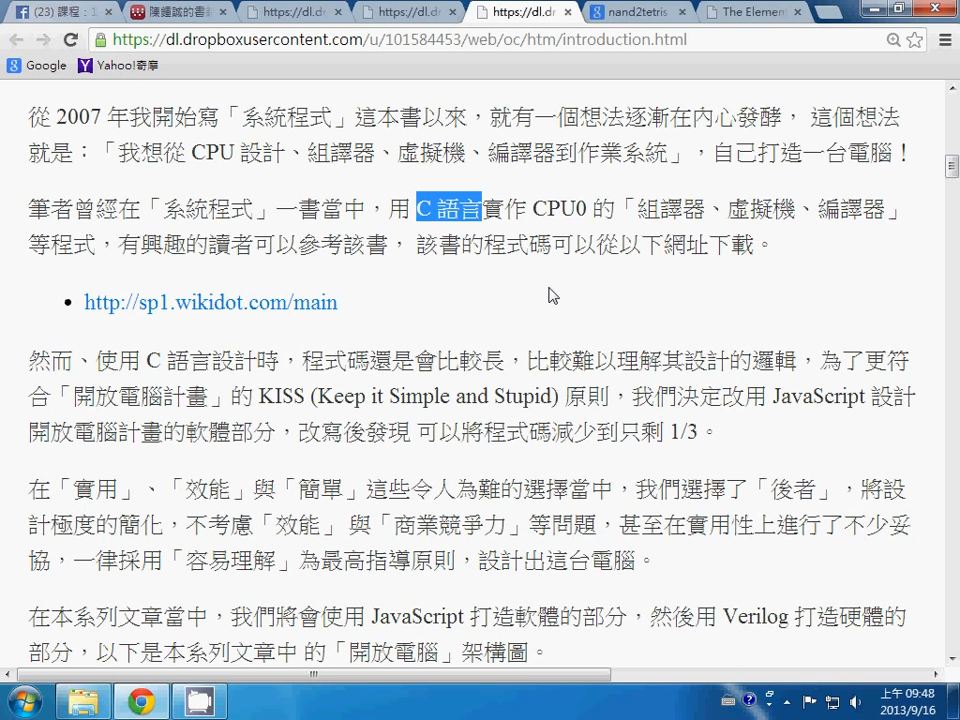 (23) 課程：1
陳鍾誠的書
https://dl.dr
https://dl.dr
https://dl.dr
nand2tetris
The Elemen
https://dl.dropboxusercontent.com/u/101584453/web/oc/htm/introduction.html
Google
Yahoo!奇摩
從 2007 年我開始寫「系統程式」這本書以來，就有一個想法逐漸在內心發酵， 這個想法
就是：「我想從 CPU 設計、組譯器、虛擬機、編譯器到作業系統」，自己打造一台電腦！
筆者曾經在「系統程式」一書當中，用 C 語言實作 CPU0 的「組譯器、虛擬機、編譯器」
等程式，有興趣的讀者可以參考該書， 該書的程式碼可以從以下網址下載。
• http://sp1.wikidot.com/main
然而、使用 C 語言設計時，程式碼還是會比較長，比較難以理解其設計的邏輯，為了更符
合「開放電腦計畫」的 KISS (Keep it Simple and Stupid) 原則，我們決定改用 JavaScript 設計
開放電腦計畫的軟體部分，改寫後發現 可以將程式碼減少到只剩 1/3。
在「實用」、「效能」與「簡單」這些令人為難的選擇當中，我們選擇了「後者」，將設
計極度的簡化，不考慮「效能」 與「商業競爭力」等問題，甚至在實用性上進行了不少妥
協，一律採用「容易理解」為最高指導原則，設計出這台電腦。
在本系列文章當中，我們將會使用 JavaScript 打造軟體的部分，然後用 Verilog 打造硬體的
部分，以下是本系列文章中 的「開放電腦」架構圖。
上午 09:48
2013/9/16